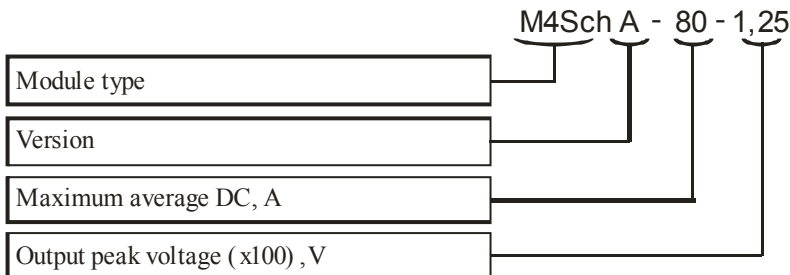 M4Sch A - 80 - 1,25
Module type
Version
Maximum average DC, A
Output peak voltage (x100) ,V